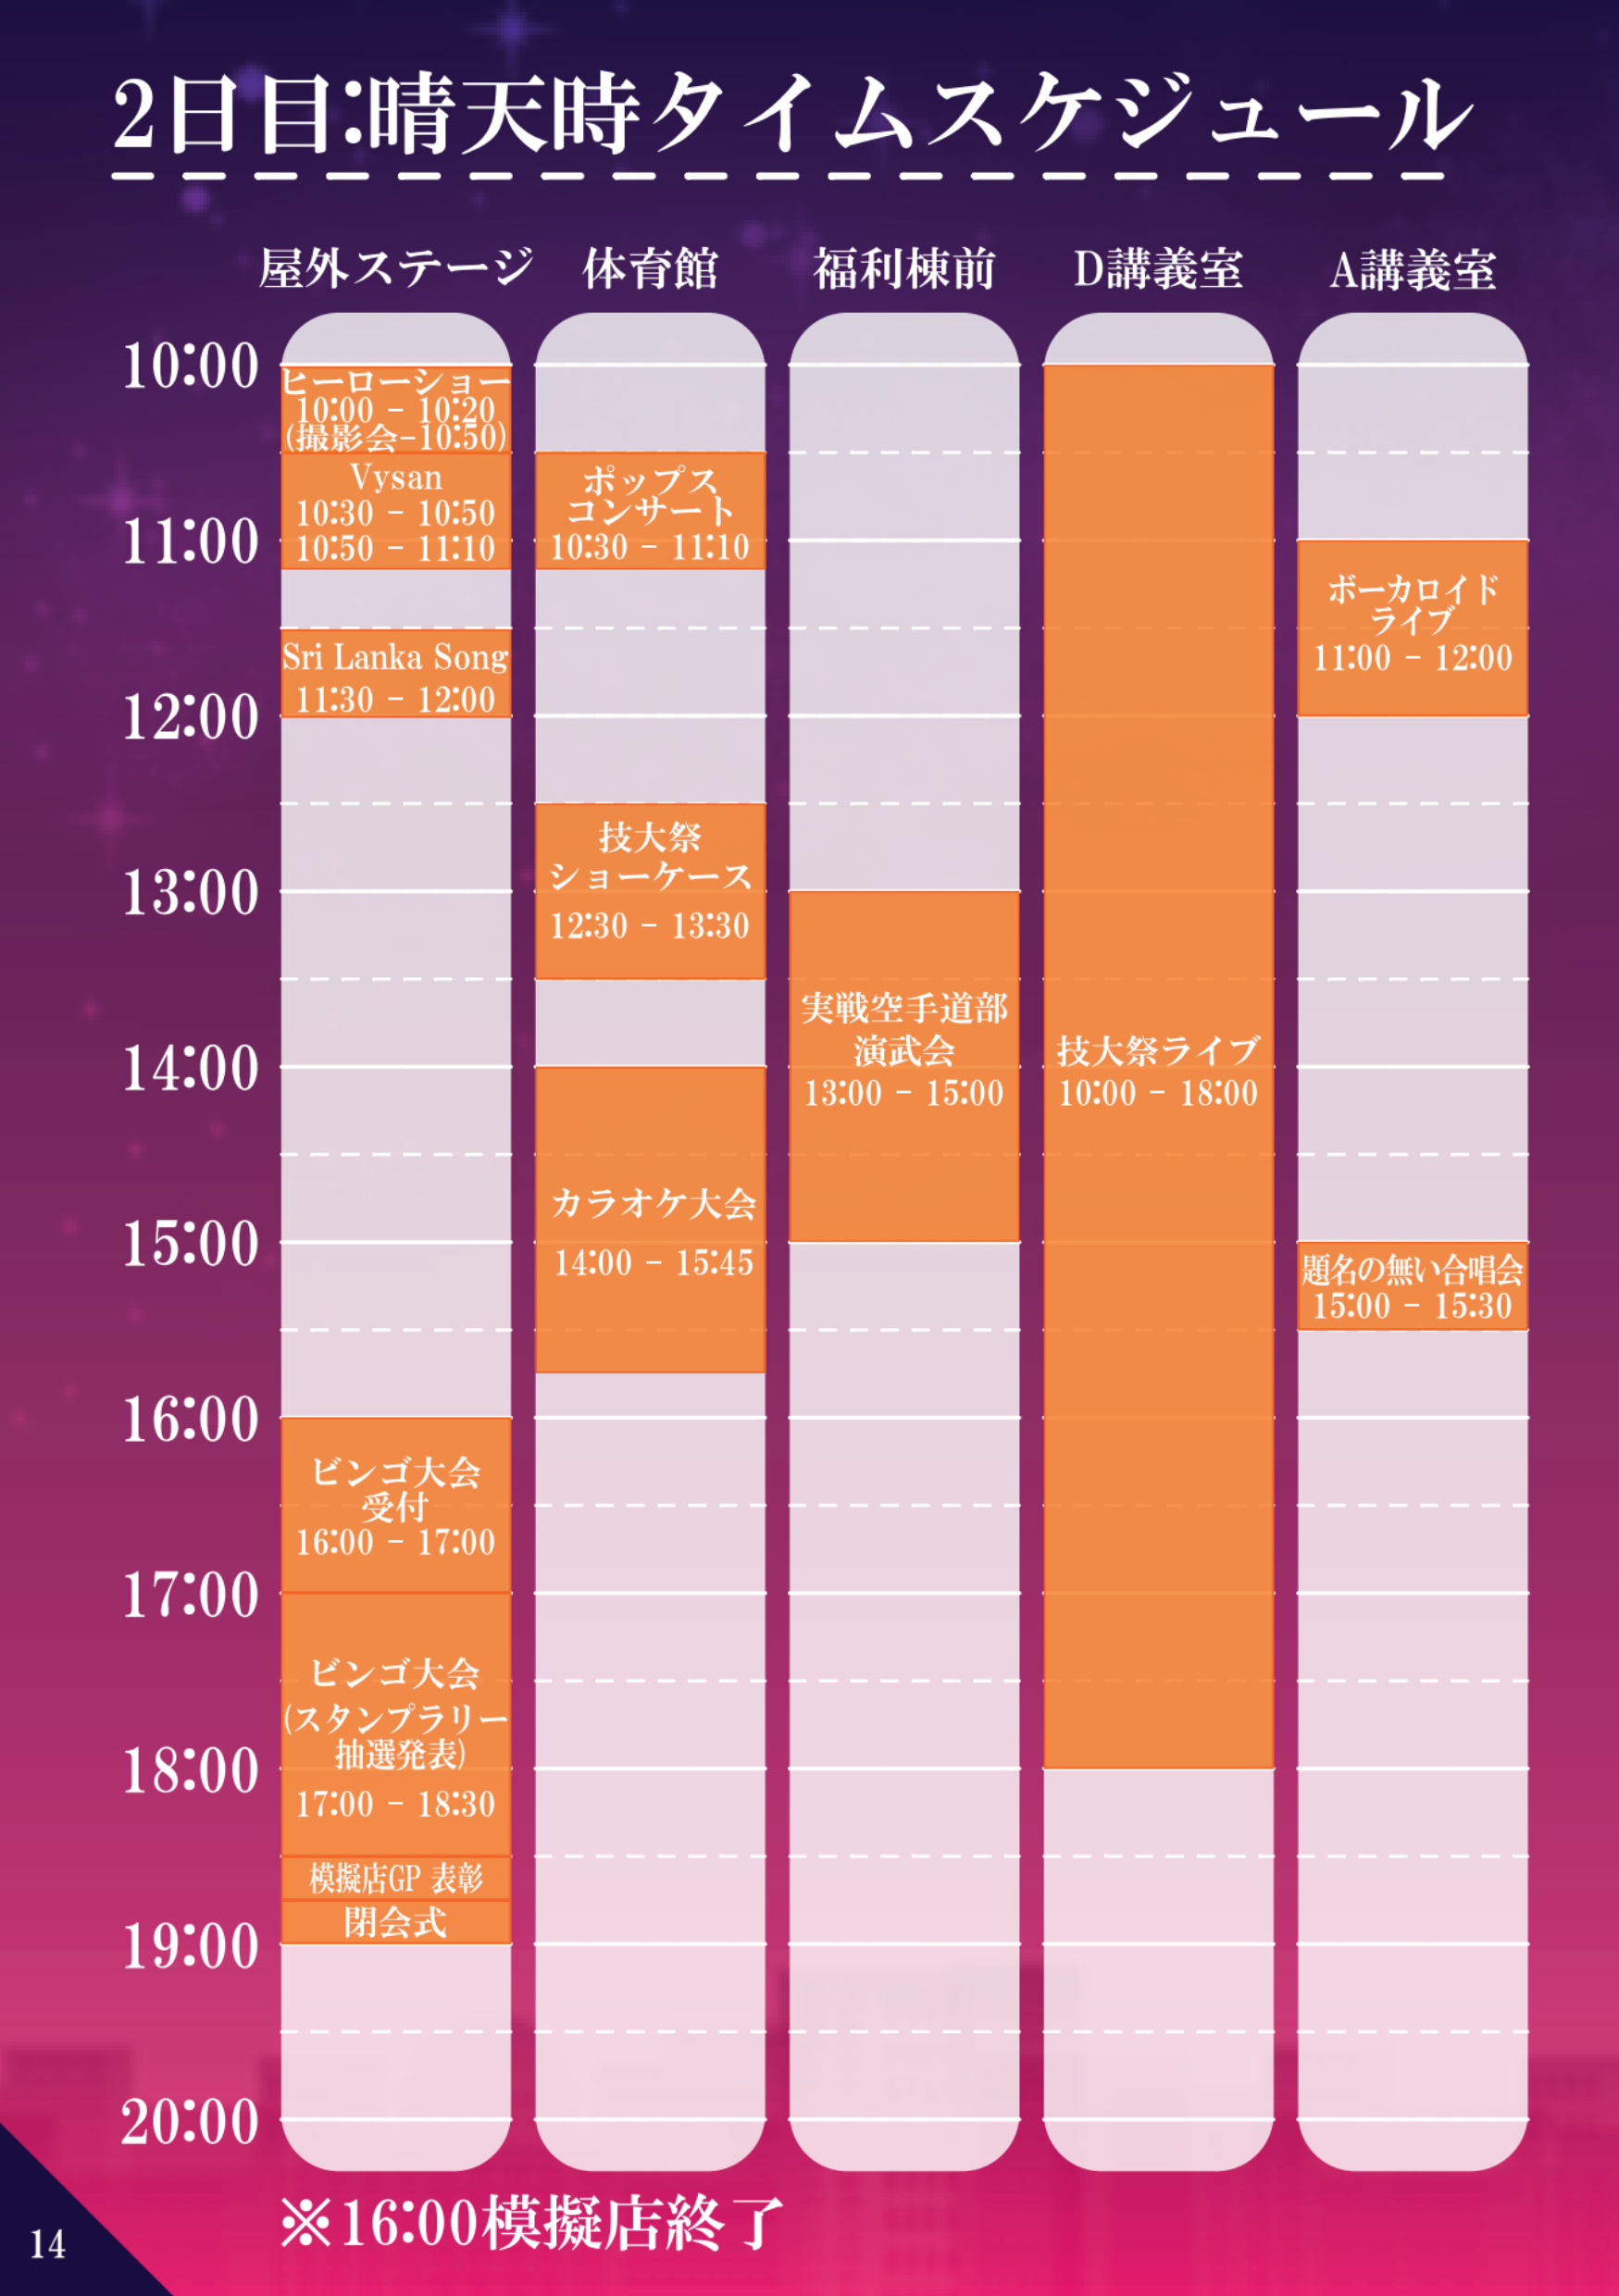 2日目:晴天時タイムスケジュール
屋外ステージ
体育館
福利棟前
D講義室
A講義室
10:00
11:00
12:00
13:00
14:00
15:00
16:00
17:00
18:00
19:00
20:00
ヒーローショー
10:00 - 10:20
(撮影会-10:50)
Vysan
10:30 - 10:50
10:50 - 11:10
Sri Lanka Song
11:30 - 12:00
ビンゴ大会
受付
16:00 - 17:00
ビンゴ大会
(スタンプラリー
抽選発表)
17:00 - 18:30
模擬店GP 表彰
閉会式
ポップス
コンサート
10:30 - 11:10
技大祭
ショーケース
12:30 - 13:30
カラオケ大会
14:00 - 15:45
実戦空手道部
演武会
13:00 - 15:00
技大祭ライブ
10:00 - 18:00
ボーカロイド
ライブ
11:00 - 12:00
題名の無い合唱会
15:00 - 15:30
※16:00模擬店終了
14